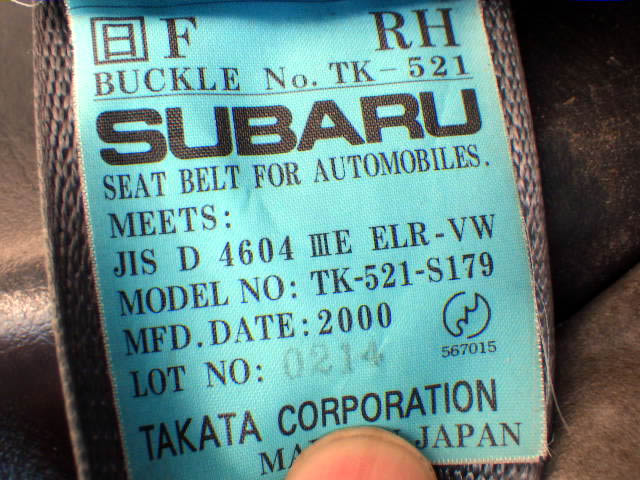 日 F RH
BUCKLE No. TK-521
SUBARU
SEAT BELT FOR AUTOMOBILES.
MEETS:
JIS D 4604 ⅢE ELR-VW
MODEL NO: TK-521-S179
MFD.DATE:2000
567015
LOT NO: 0214
TAKATA CORPORATION
JAPAN